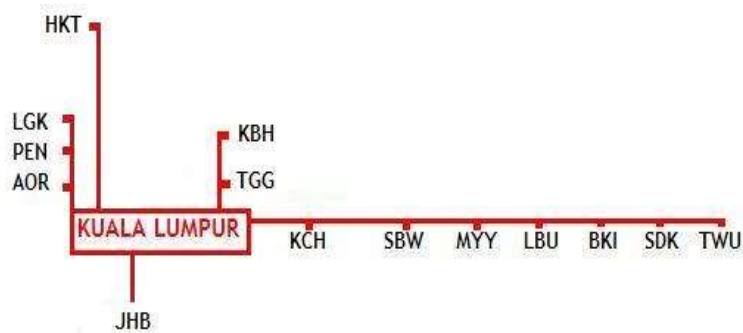 HKT
LGK
PEN
AOR
KBH
TGG
KUALA LUMPUR
KCH
SBW
MYY
LBU
BKI
SDK
TWU
JHB